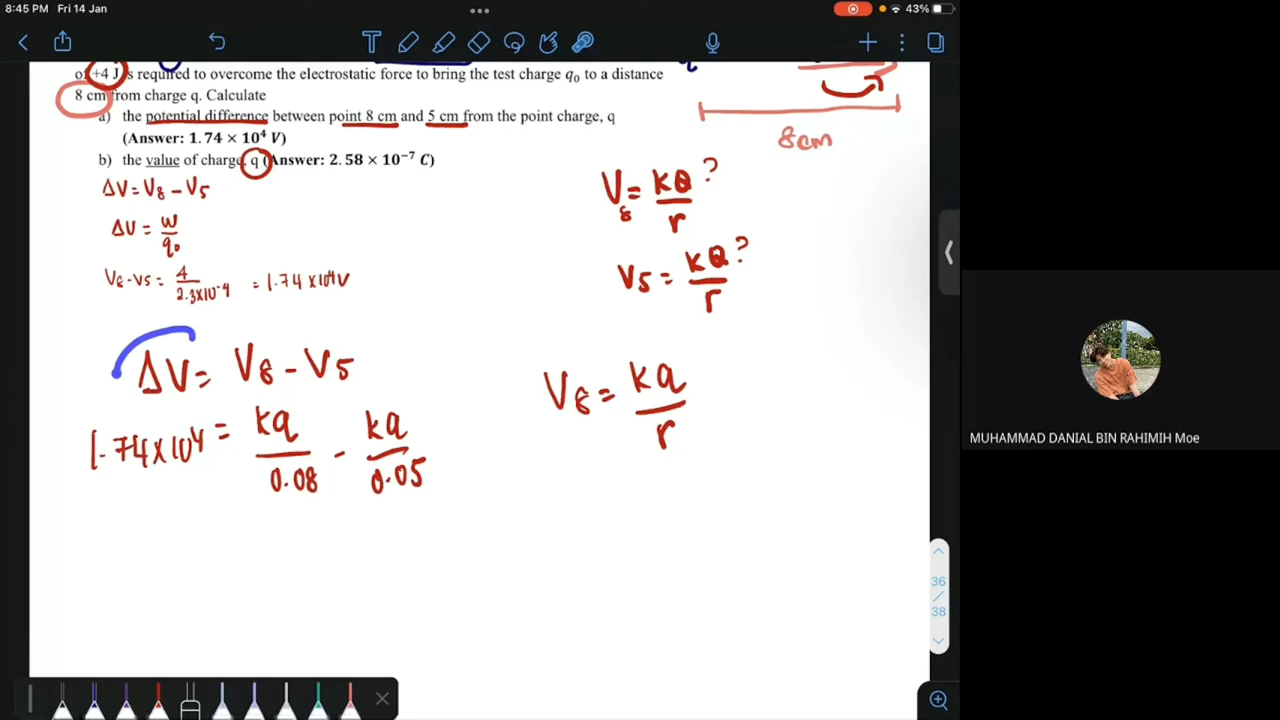 8:45 PM Fri 14 Jan
43%
of +4 J is required to overcome the electrostatic force to bring the test charge q₀ to a distance
8 cm from charge q. Calculate
a) the potential difference between point 8 cm and 5 cm from the point charge, q
(Answer: 1.74 × 10⁴ V)
b) the value of charge, q (Answer: 2.58 × 10⁻⁷ C)
8cm
ΔV = V₈ - V₅
ΔV = W/q₀
V₈ - V₅ = 4/2.3×10⁻⁴ = 1.74 × 10⁴ V
V₈ = kQ/r ?
V₅ = kQ/r ?
ΔV = V₈ - V₅
1.74×10⁴ = kq/0.08 - kq/0.05
V₈ = kq/r
MUHAMMAD DANIAL BIN RAHIMIH Moe
36
/
38